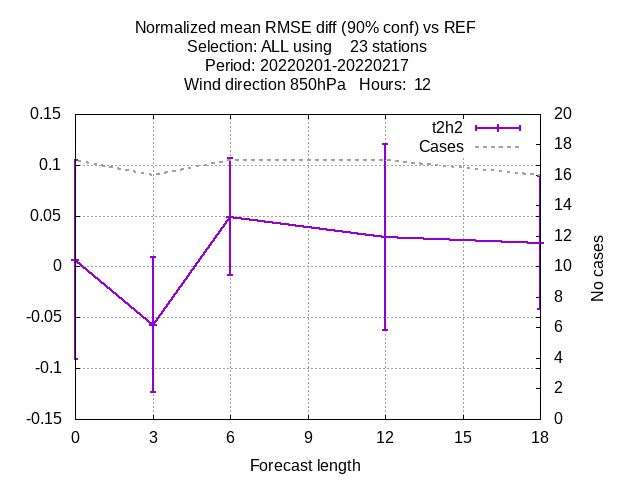 Normalized mean RMSE diff (90% conf) vs REF
Selection: ALL using    23 stations
Period: 20220201-20220217
Wind direction 850hPa   Hours:  12
t2h2
Cases
0.15
0.1
0.05
0
-0.05
-0.1
-0.15
20
18
16
14
12
10
8
6
4
2
0
No cases
0 3 6 9 12 15 18
Forecast length